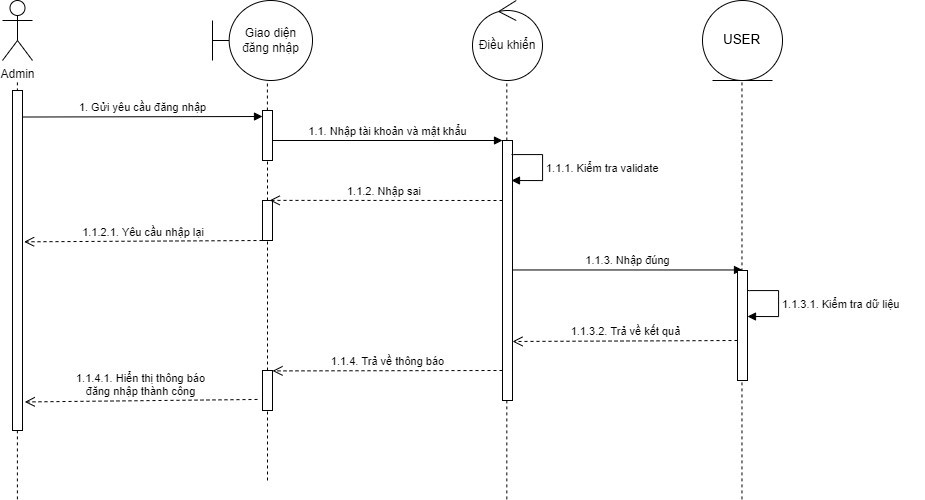 Giao diện
đăng nhập
Điều khiển
USER
Admin
1. Gửi yêu cầu đăng nhập
1.1. Nhập tài khoản và mật khẩu
1.1.1. Kiểm tra validate
1.1.2. Nhập sai
1.1.2.1. Yêu cầu nhập lại
1.1.3. Nhập đúng
1.1.3.1. Kiểm tra dữ liệu
1.1.3.2. Trả về kết quả
1.1.4. Trả về thông báo
1.1.4.1. Hiển thị thông báo
đăng nhập thành công